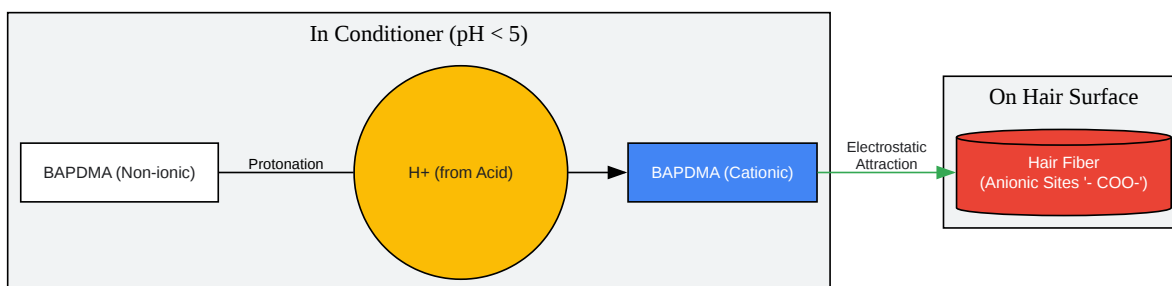 In Conditioner (pH < 5)
BAPDMA (Non-ionic)
Protonation
H+ (from Acid)
BAPDMA (Cationic)
Electrostatic
Attraction
On Hair Surface
Hair Fiber
(Anionic Sites '- COO-')